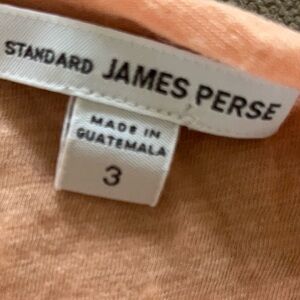 STANDARD JAMES PERSE
MADE IN
GUATEMALA
3